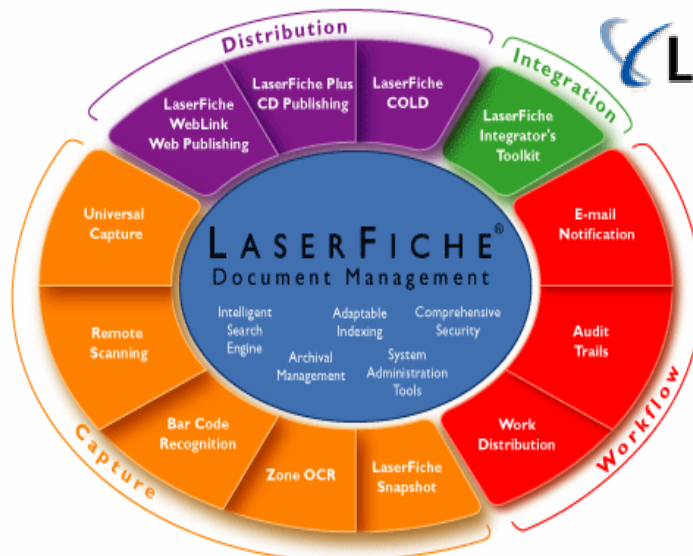 Distribution
Integration
L
LaserFiche
WebLink
Web Publishing
LaserFiche Plus
CD Publishing
LaserFiche
COLD
LaserFiche
Integrator's
Toolkit
Universal
Capture
E-mail
Notification
LASERFICHE®
Document Management
Intelligent
Search
Engine
Adaptable
Indexing
Comprehensive
Security
Archival
Management
System
Administration
Tools
Remote
Scanning
Audit
Trails
Bar Code
Recognition
Zone OCR
LaserFiche
Snapshot
Work
Distribution
Capture
Workflow